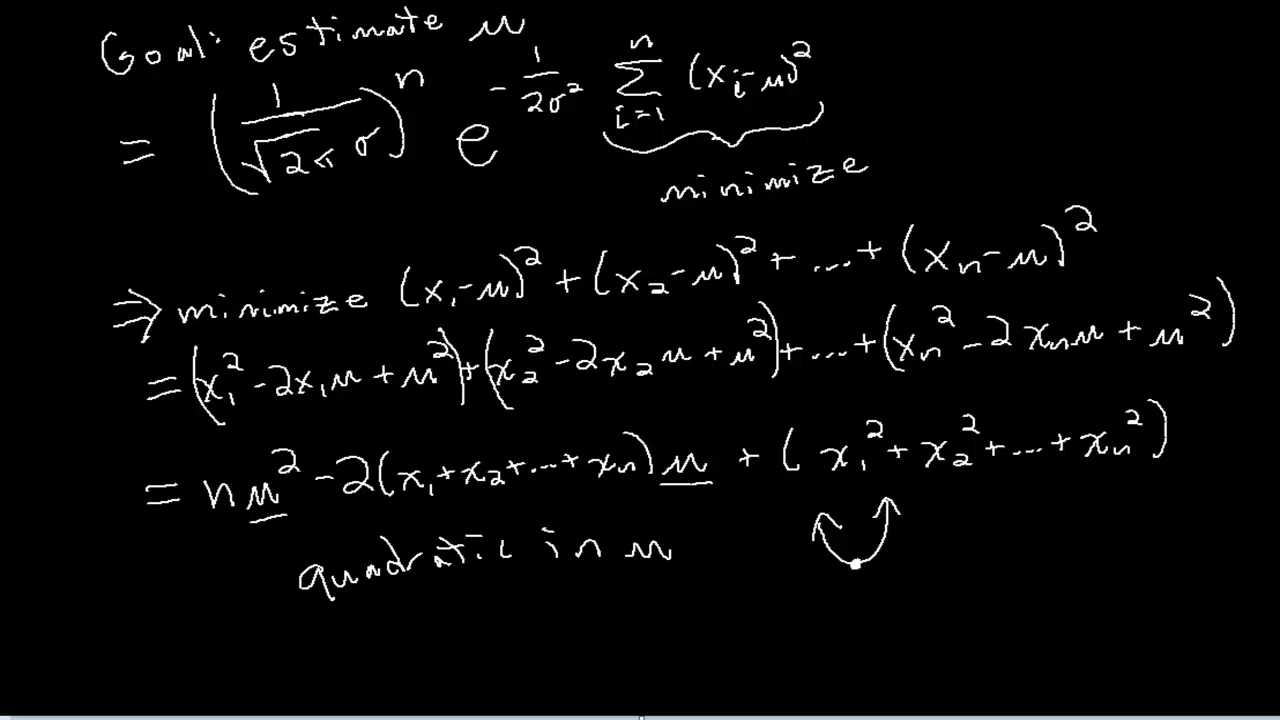 Goal: estimate μ
= (1/(√2π σ))^n e^(-1/(2σ²) Σ_{i=1}^{n} (x_i-μ)²)
minimize
⇒ minimize (x₁-μ)² + (x₂-μ)² + ... + (x_n-μ)²
= (x₁² - 2x₁μ + μ²) + (x₂² - 2x₂μ + μ²) + ... + (x_n² - 2x_nμ + μ²)
= nμ² - 2(x₁+x₂+...+x_n)μ + (x₁² + x₂² + ... + x_n²)
quadratic in μ